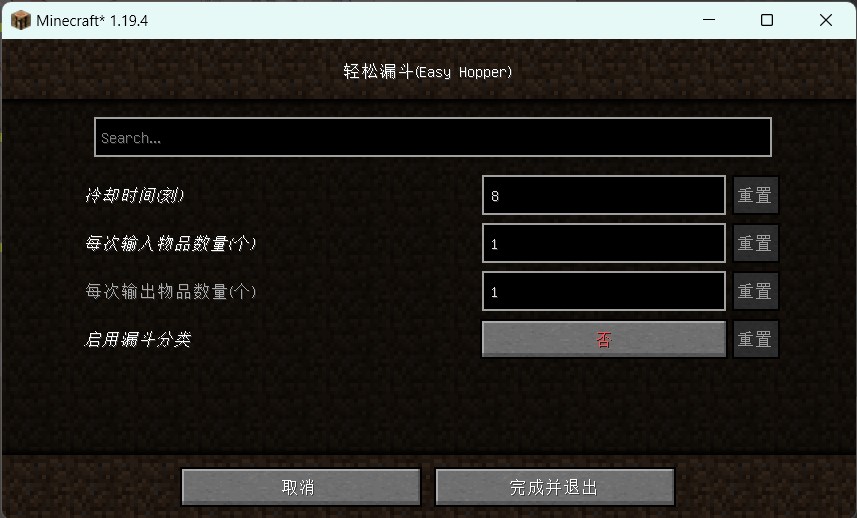 Minecraft* 1.19.4
轻松漏斗(Easy Hopper)
Search...
冷却时间(刻) 8 重置
每次输入物品数量(个) 1 重置
每次输出物品数量(个) 1 重置
启用漏斗分类 否 重置
取消 完成并退出